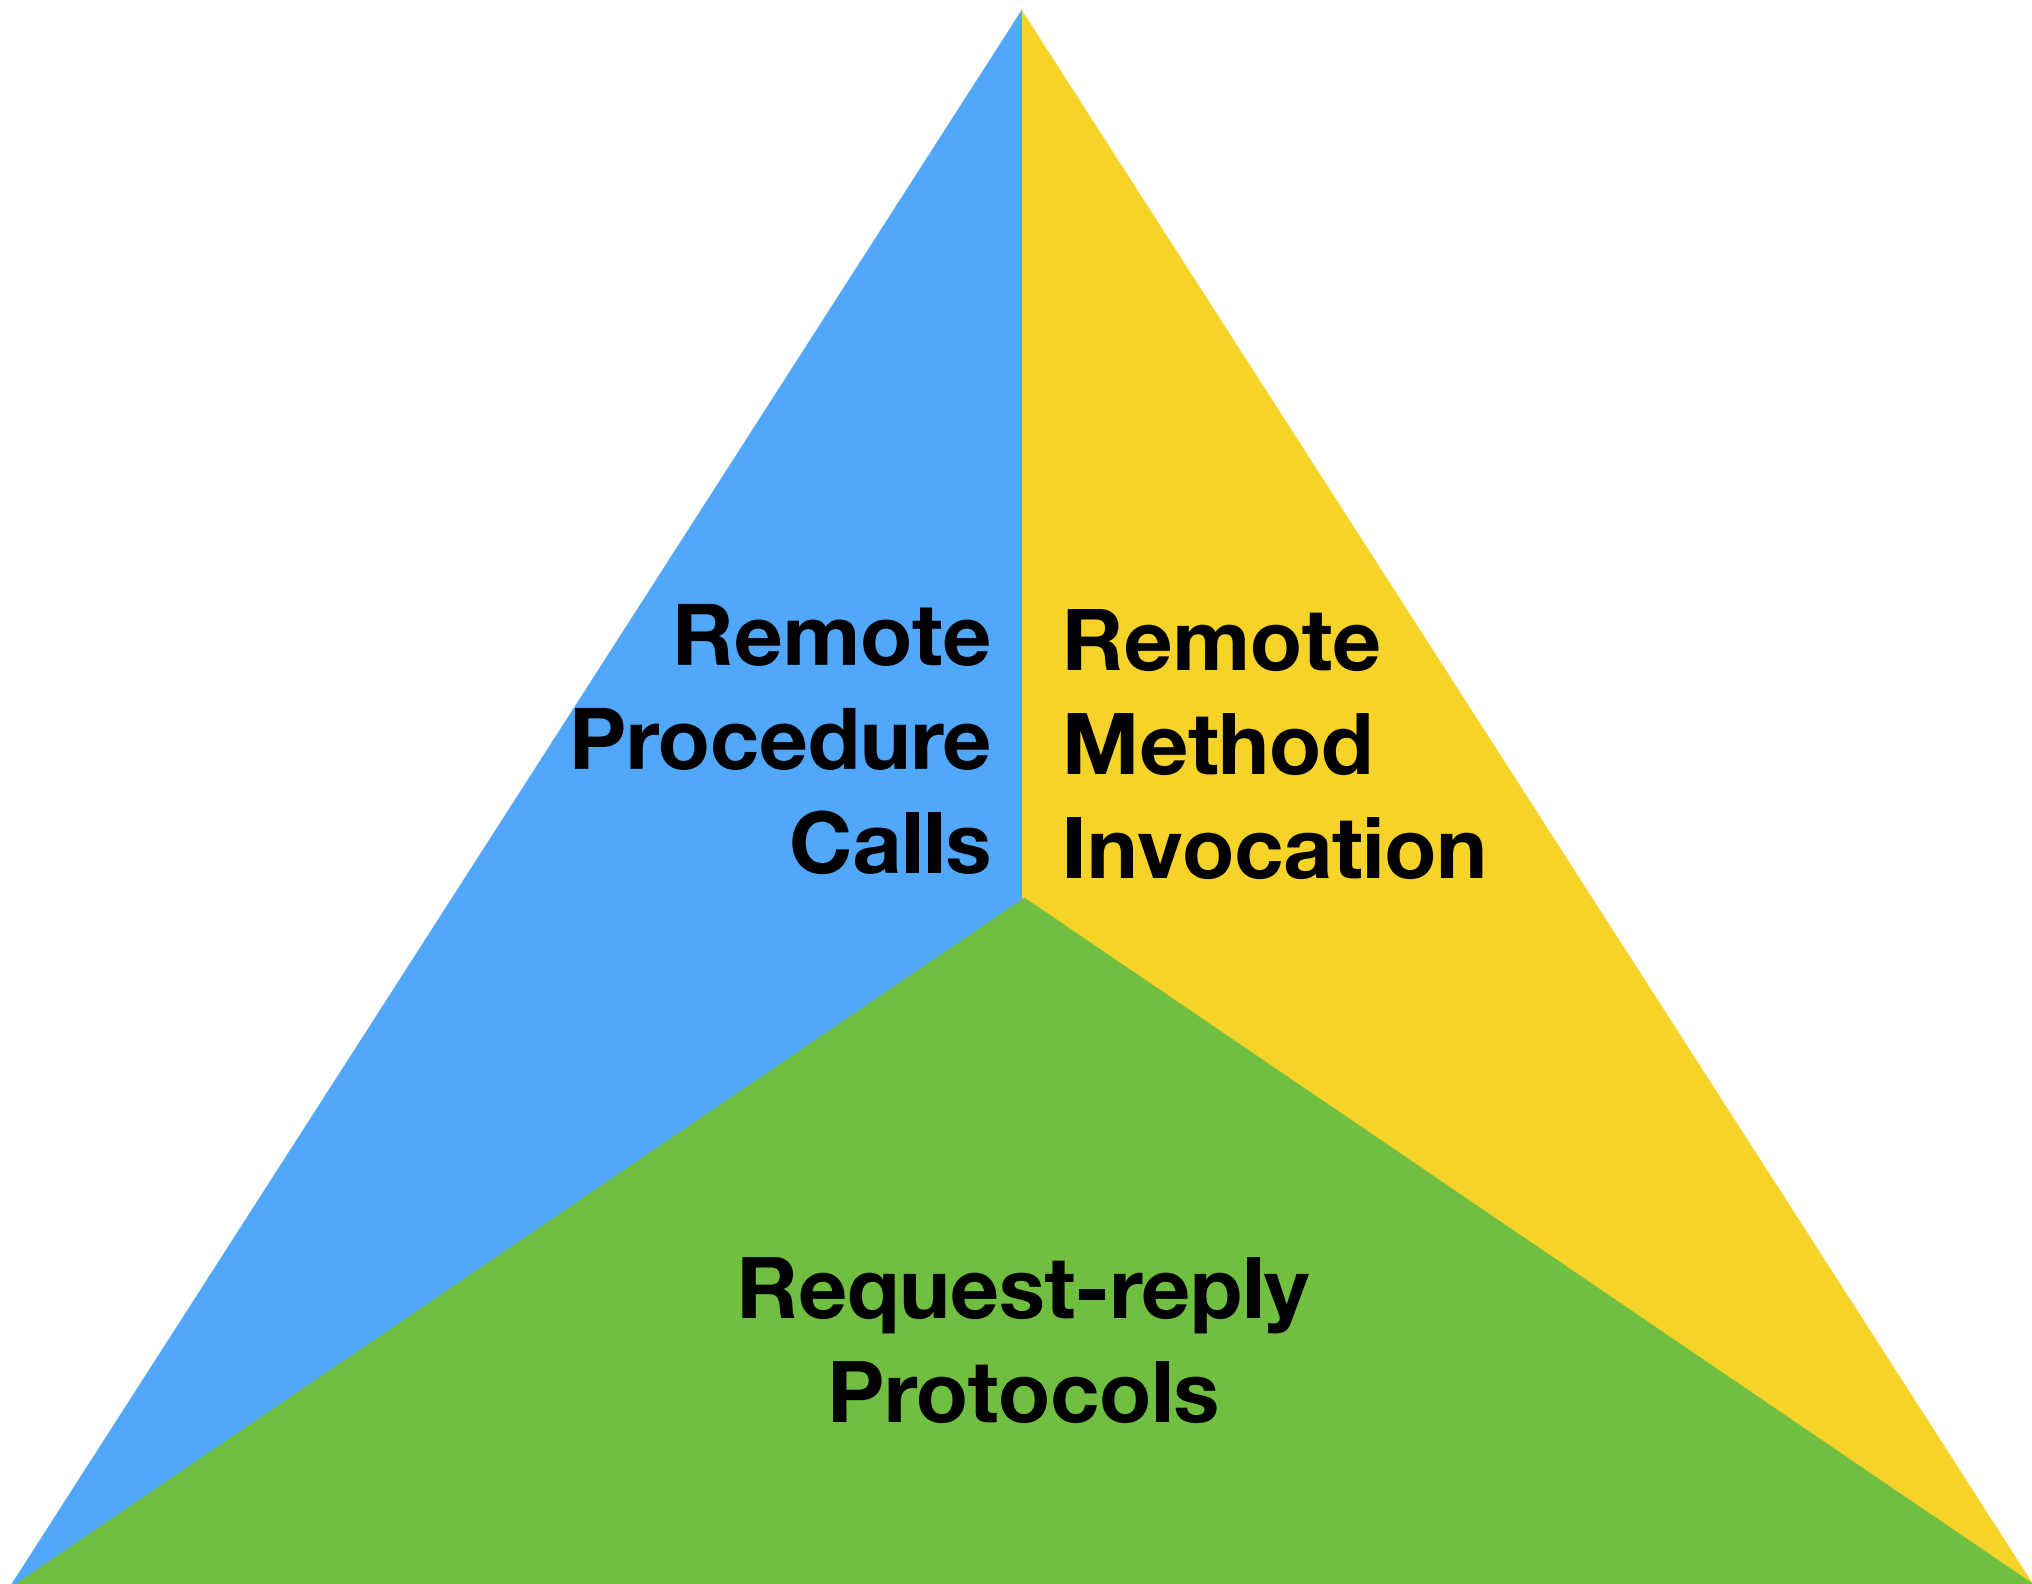 Remote
Procedure
Calls
Remote
Method
Invocation
Request-reply
Protocols